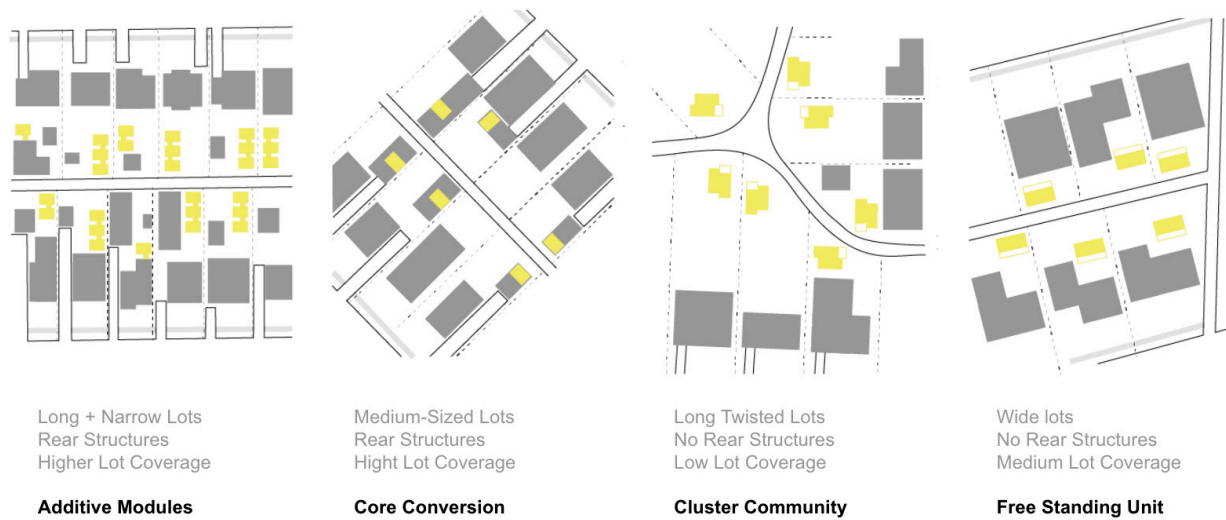 Long + Narrow Lots
Rear Structures
Higher Lot Coverage
Additive Modules
Medium-Sized Lots
Rear Structures
Hight Lot Coverage
Core Conversion
Long Twisted Lots
No Rear Structures
Low Lot Coverage
Cluster Community
Wide lots
No Rear Structures
Medium Lot Coverage
Free Standing Unit